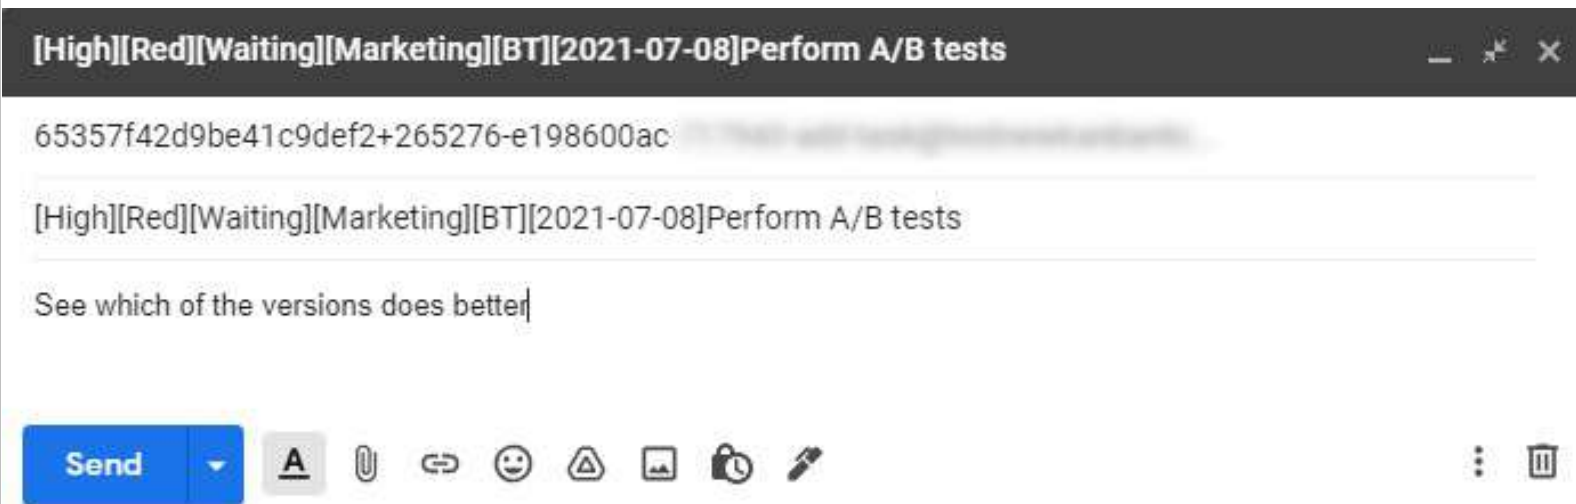 [High][Red][Waiting][Marketing][BT][2021-07-08]Perform A/B tests
65357f42d9be41c9def2+265276-e198600ac
[High][Red][Waiting][Marketing][BT][2021-07-08]Perform A/B tests
See which of the versions does better
Send